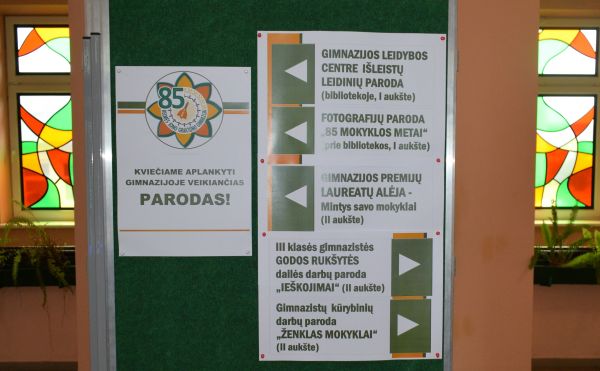 85
KVIEČIAME APLANKYTI
GIMNAZIJOJE VEIKIANČIAS
PARODAS!
GIMNAZIJOS LEIDYBOS
CENTRE IŠLEISTŲ
LEIDINIŲ PARODA
(bibliotekoje, I aukšte)
FOTOGRAFIJŲ PARODA
„85 MOKYKLOS METAI“
(prie bibliotekos, I aukšte)
GIMNAZIJOS PREMIJŲ
LAUREATŲ ALĖJA -
Mintys savo mokyklai
(II aukšte)
III klasės gimnazistės
GODOS RUKŠYTĖS
dailės darbų paroda
„IEŠKOJIMAI“ (II aukšte)
Gimnazistų kūrybinių
darbų paroda
„ŽENKLAS MOKYKLAI“
(II aukšte)